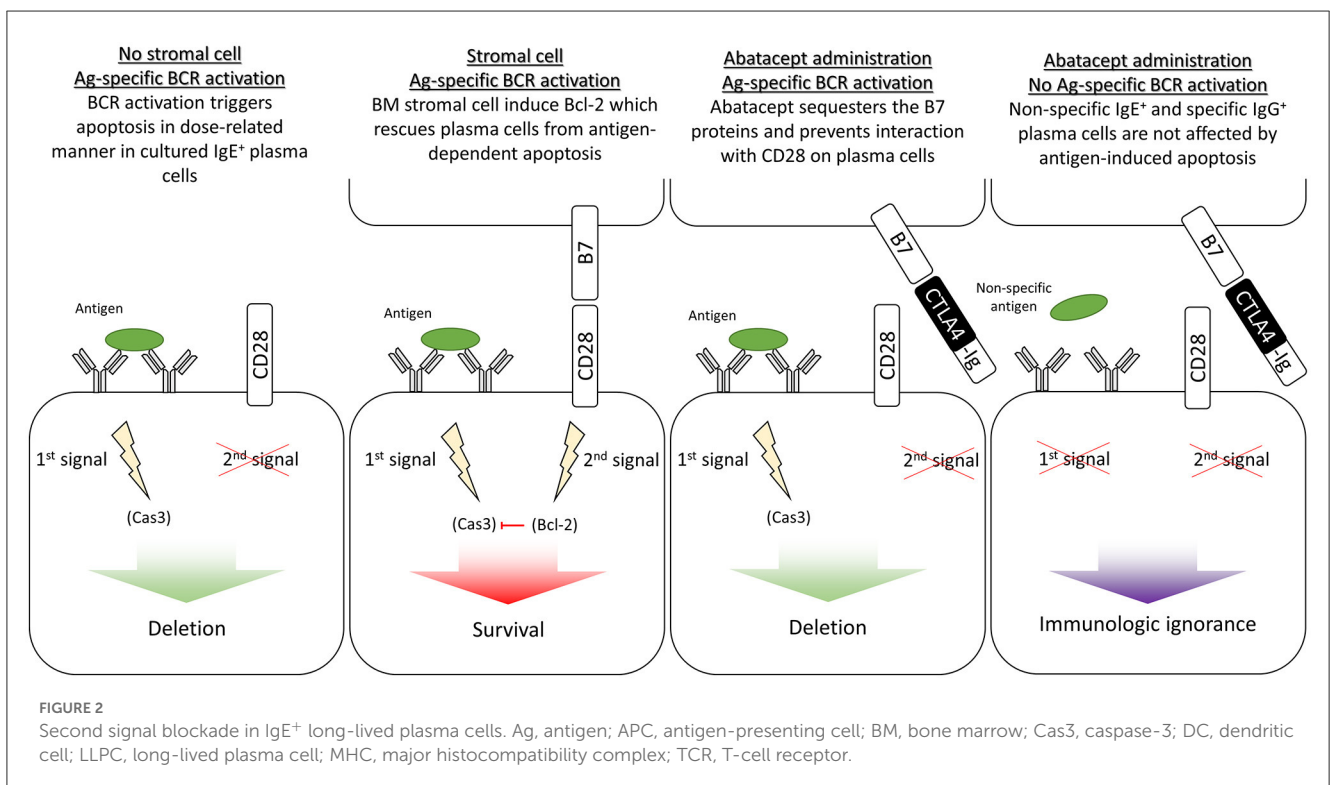 No stromal cell
Ag-specific BCR activation
BCR activation triggers
apoptosis in dose-related
manner in cultured IgE⁺ plasma
cells
Stromal cell
Ag-specific BCR activation
BM stromal cell induce Bcl-2 which
rescues plasma cells from antigen-
dependent apoptosis
Abatacept administration
Ag-specific BCR activation
Abatacept sequesters the B7
proteins and prevents interaction
with CD28 on plasma cells
Abatacept administration
No Ag-specific BCR activation
Non-specific IgE⁺ and specific IgG⁺
plasma cells are not affected by
antigen-induced apoptosis
Antigen
CD28
1st signal
2nd signal
(Cas3)
Deletion
B7
Antigen
CD28
1st signal
2nd signal
(Cas3)
(Bcl-2)
Survival
B7
CTLA4
-Ig
Antigen
CD28
1st signal
2nd signal
(Cas3)
Deletion
B7
CTLA4
-Ig
Non-specific
antigen
CD28
1st signal
2nd signal
Immunologic ignorance
FIGURE 2
Second signal blockade in IgE⁺ long-lived plasma cells. Ag, antigen; APC, antigen-presenting cell; BM, bone marrow; Cas3, caspase-3; DC, dendritic
cell; LLPC, long-lived plasma cell; MHC, major histocompatibility complex; TCR, T-cell receptor.